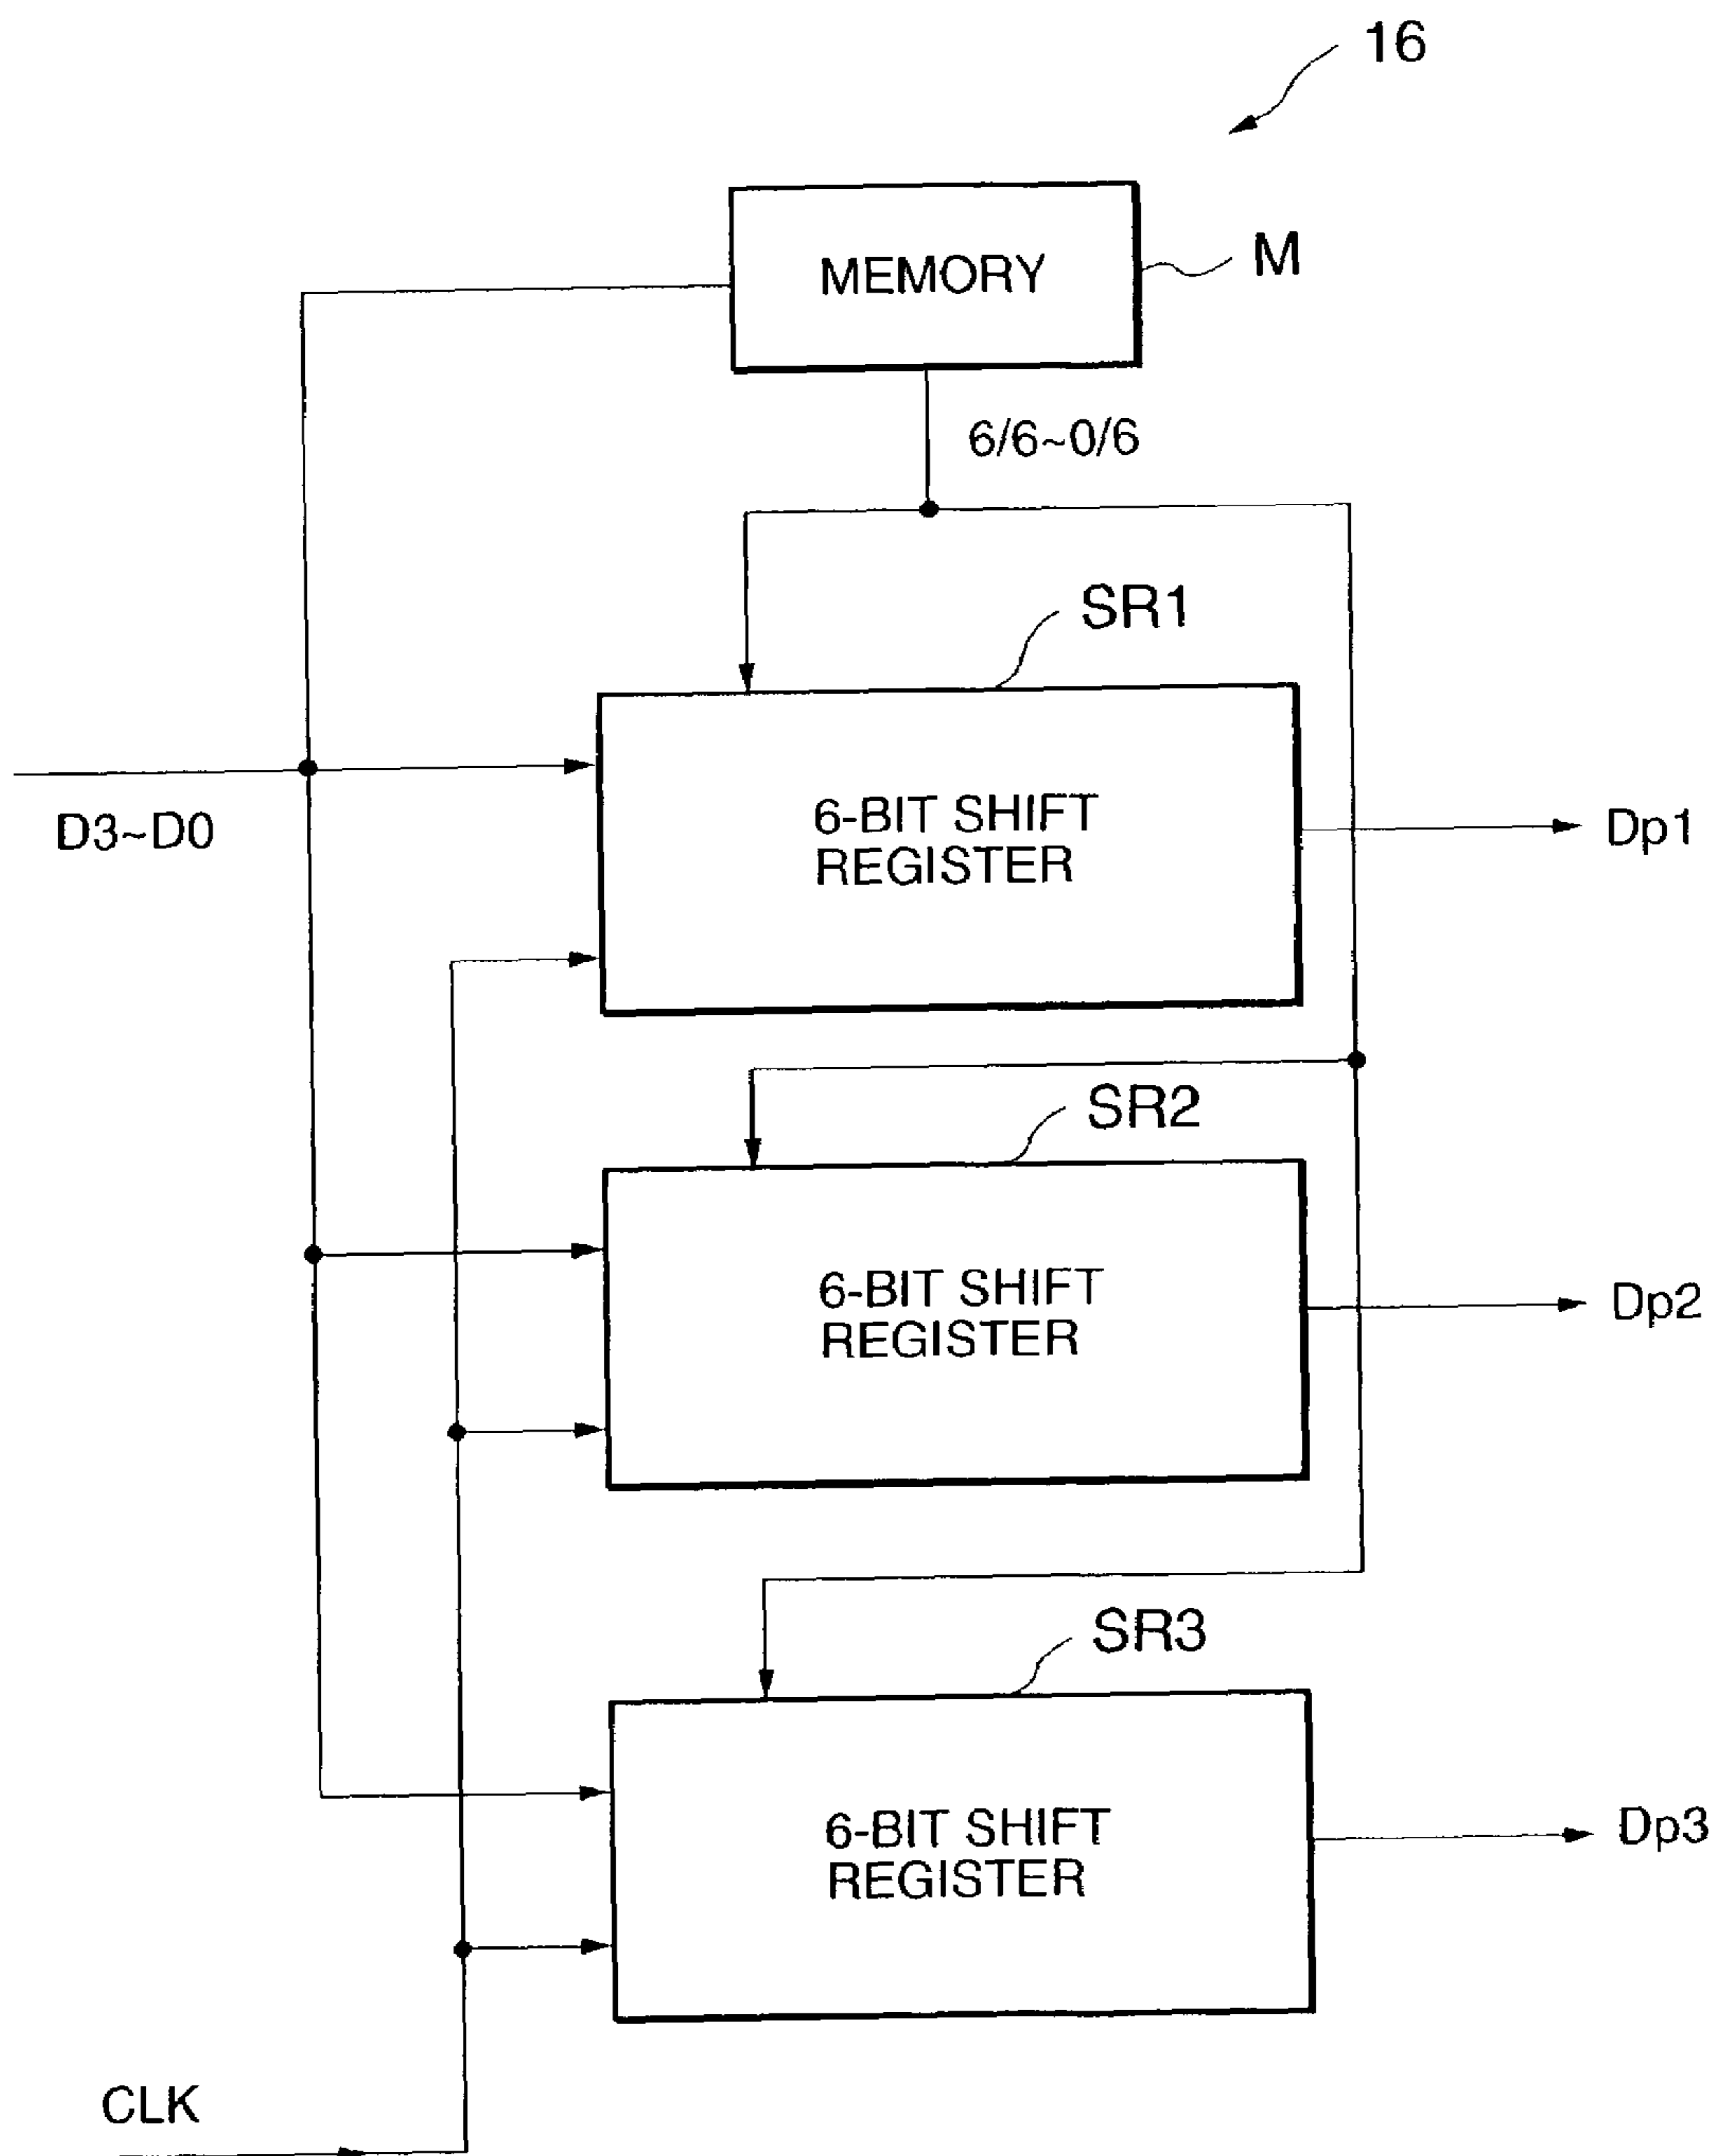 16
MEMORY
M
6/6~0/6
SR1
D3~D0
6-BIT SHIFT
REGISTER
Dp1
SR2
6-BIT SHIFT
REGISTER
Dp2
SR3
6-BIT SHIFT
REGISTER
Dp3
CLK